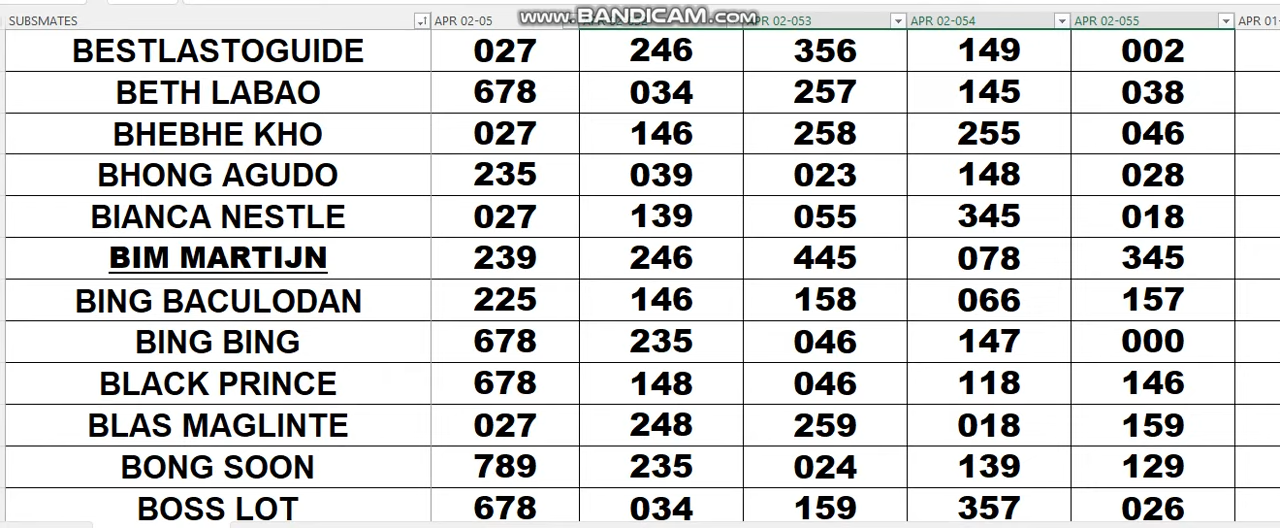 www.BANDICAM.com
SUBSMATES APR 02-05 APR 02-053 APR 02-054 APR 02-055 APR 01-
BESTLASTOGUIDE 027 246 356 149 002
BETH LABAO 678 034 257 145 038
BHEBHE KHO 027 146 258 255 046
BHONG AGUDO 235 039 023 148 028
BIANCA NESTLE 027 139 055 345 018
BIM MARTIJN 239 246 445 078 345
BING BACULODAN 225 146 158 066 157
BING BING 678 235 046 147 000
BLACK PRINCE 678 148 046 118 146
BLAS MAGLINTE 027 248 259 018 159
BONG SOON 789 235 024 139 129
BOSS LOT 678 034 159 357 026